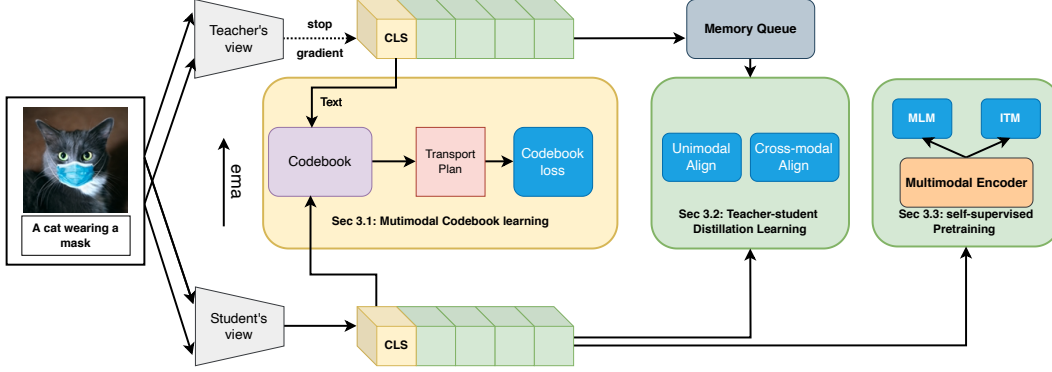 Teacher's
view
stop
gradient
CLS
Memory Queue
Text
Codebook
Transport
Plan
Codebook
loss
Sec 3.1: Mutimodal Codebook learning
ema
Unimodal
Align
Cross-modal
Align
Sec 3.2: Teacher-student
Distillation Learning
MLM
ITM
Multimodal Encoder
Sec 3.3: self-supervised
Pretraining
A cat wearing a
mask
Student's
view
CLS